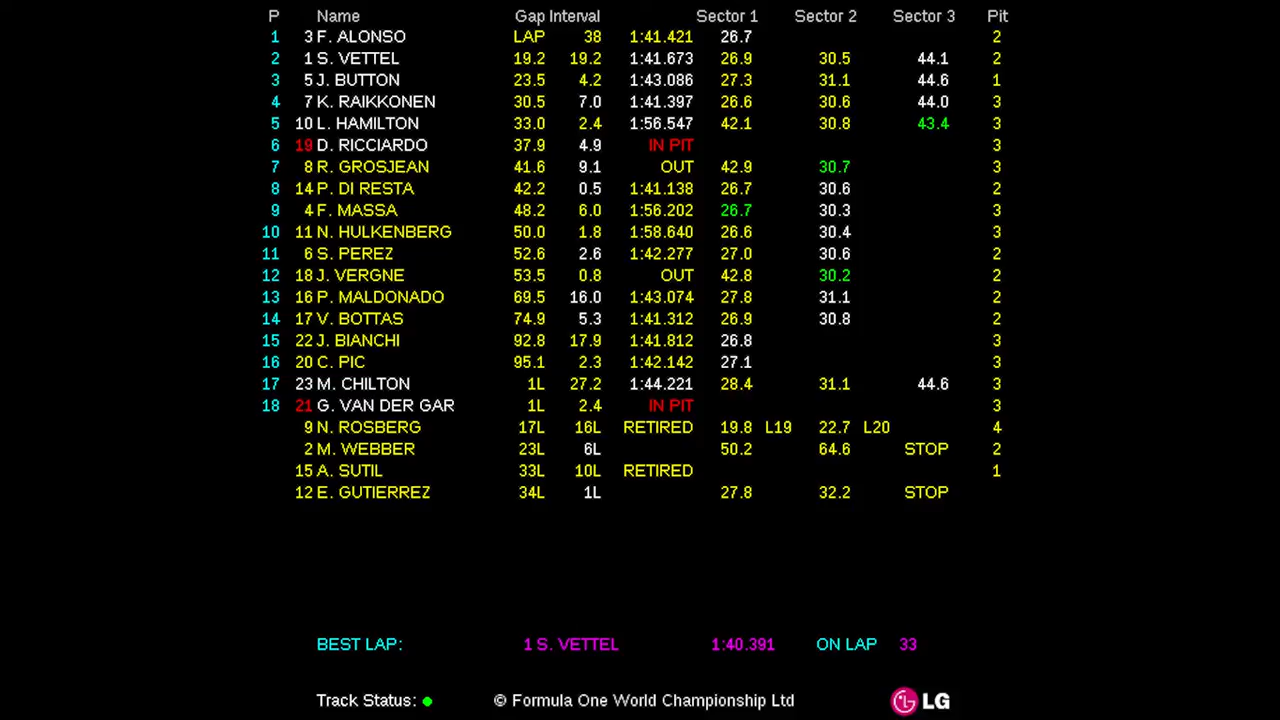 P Name Gap Interval Sector 1 Sector 2 Sector 3 Pit
1 3 F. ALONSO LAP 38 1:41.421 26.7 2
2 1 S. VETTEL 19.2 19.2 1:41.673 26.9 30.5 44.1 2
3 5 J. BUTTON 23.5 4.2 1:43.086 27.3 31.1 44.6 1
4 7 K. RAIKKONEN 30.5 7.0 1:41.397 26.6 30.6 44.0 3
5 10 L. HAMILTON 33.0 2.4 1:56.547 42.1 30.8 43.4 3
6 19 D. RICCIARDO 37.9 4.9 IN PIT 3
7 8 R. GROSJEAN 41.6 9.1 OUT 42.9 30.7 3
8 14 P. DI RESTA 42.2 0.5 1:41.138 26.7 30.6 2
9 4 F. MASSA 48.2 6.0 1:56.202 26.7 30.3 3
10 11 N. HULKENBERG 50.0 1.8 1:58.640 26.6 30.4 3
11 6 S. PEREZ 52.6 2.6 1:42.277 27.0 30.6 2
12 18 J. VERGNE 53.5 0.8 OUT 42.8 30.2 2
13 16 P. MALDONADO 69.5 16.0 1:43.074 27.8 31.1 2
14 17 V. BOTTAS 74.9 5.3 1:41.312 26.9 30.8 2
15 22 J. BIANCHI 92.8 17.9 1:41.812 26.8 3
16 20 C. PIC 95.1 2.3 1:42.142 27.1 3
17 23 M. CHILTON 1L 27.2 1:44.221 28.4 31.1 44.6 3
18 21 G. VAN DER GAR 1L 2.4 IN PIT 3
9 N. ROSBERG 17L 16L RETIRED 19.8 L19 22.7 L20 4
2 M. WEBBER 23L 6L 50.2 64.6 STOP 2
15 A. SUTIL 33L 10L RETIRED 1
12 E. GUTIERREZ 34L 1L 27.8 32.2 STOP
BEST LAP: 1 S. VETTEL 1:40.391 ON LAP 33
Track Status: © Formula One World Championship Ltd LG